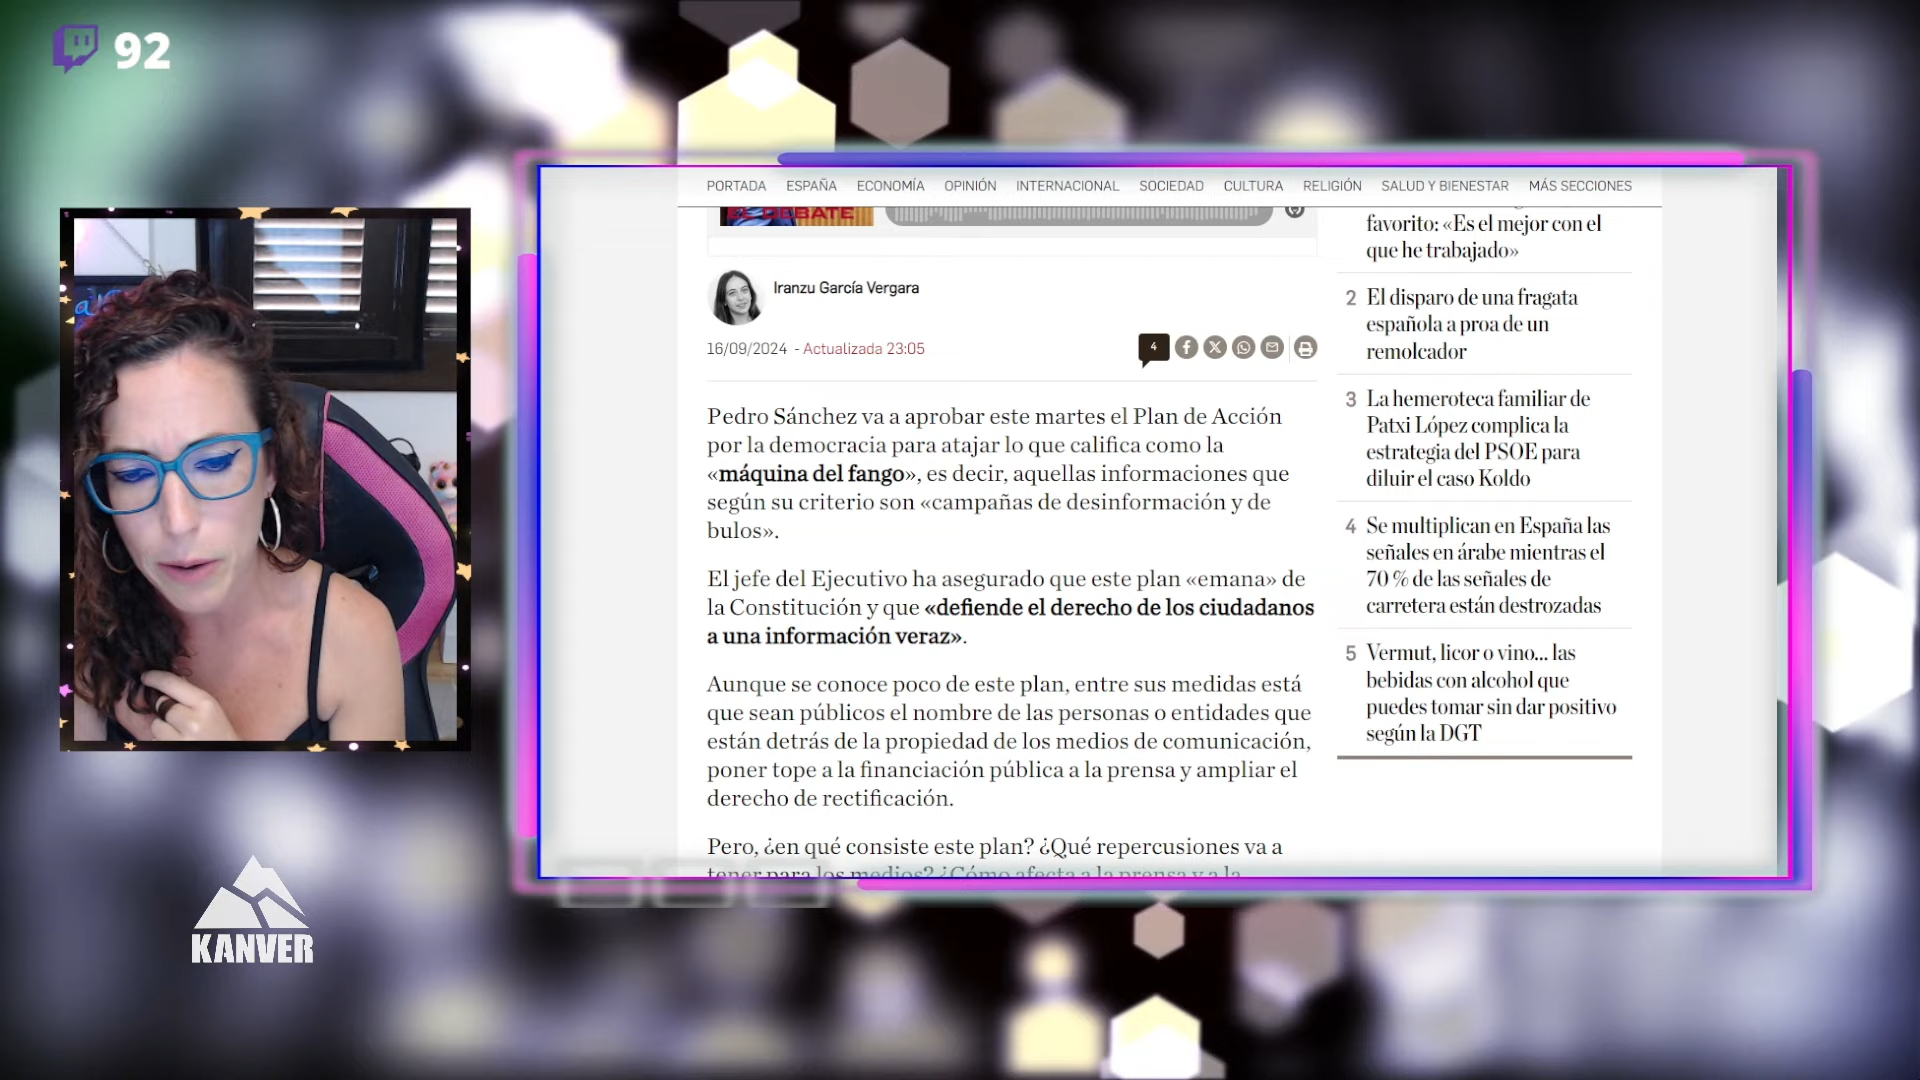 92
PORTADA ESPAÑA ECONOMÍA OPINIÓN INTERNACIONAL SOCIEDAD CULTURA RELIGIÓN SALUD Y BIENESTAR MÁS SECCIONES
EL DEBATE
Iranzu García Vergara
16/09/2024 - Actualizada 23:05
4
Pedro Sánchez va a aprobar este martes el Plan de Acción
por la democracia para atajar lo que califica como la
«máquina del fango», es decir, aquellas informaciones que
según su criterio son «campañas de desinformación y de
bulos».
El jefe del Ejecutivo ha asegurado que este plan «emana» de
la Constitución y que «defiende el derecho de los ciudadanos
a una información veraz».
Aunque se conoce poco de este plan, entre sus medidas está
que sean públicos el nombre de las personas o entidades que
están detrás de la propiedad de los medios de comunicación,
poner tope a la financiación pública a la prensa y ampliar el
derecho de rectificación.
Pero, ¿en qué consiste este plan? ¿Qué repercusiones va a
tener para los medios? ¿Cómo afecta a la prensa y a la
favorito: «Es el mejor con el
que he trabajado»
2 El disparo de una fragata
española a proa de un
remolcador
3 La hemeroteca familiar de
Patxi López complica la
estrategia del PSOE para
diluir el caso Koldo
4 Se multiplican en España las
señales en árabe mientras el
70 % de las señales de
carretera están destrozadas
5 Vermut, licor o vino... las
bebidas con alcohol que
puedes tomar sin dar positivo
según la DGT
KANVER